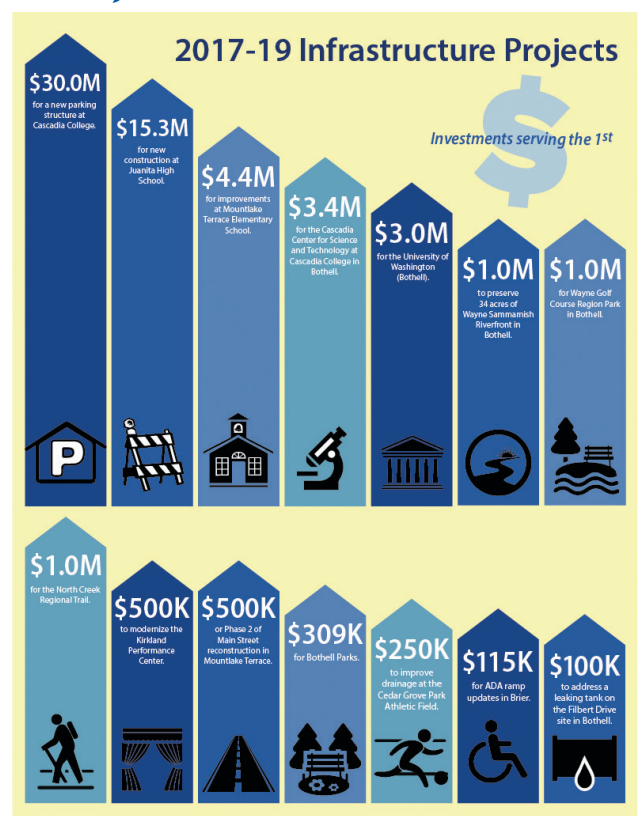 2017-19 Infrastructure Projects
Investments serving the 1st
$
$30.0M
for a new parking
structure at
Cascadia College.
$15.3M
for new
construction at
Juanita High
School.
$4.4M
for improvements
at Mountlake
Terrace Elementary
School.
$3.4M
for the Cascadia
Center for Science
and Technology at
Cascadia College in
Bothell.
$3.0M
for the University of
Washington
(Bothell).
$1.0M
to preserve
34 acres of
Wayne Sammamish
Riverfront in
Bothell.
$1.0M
for Wayne Golf
Course Region Park
in Bothell.
P
$1.0M
for the North Creek
Regional Trail.
$500K
to modernize the
Kirkland
Performance
Center.
$500K
or Phase 2 of
Main Street
reconstruction in
Mountlake Terrace.
$309K
for Bothell Parks.
$250K
to improve
drainage at the
Cedar Grove Park
Athletic Field.
$115K
for ADA ramp
updates in Brier.
$100K
to address a
leaking tank on
the Filbert Drive
site in Bothell.